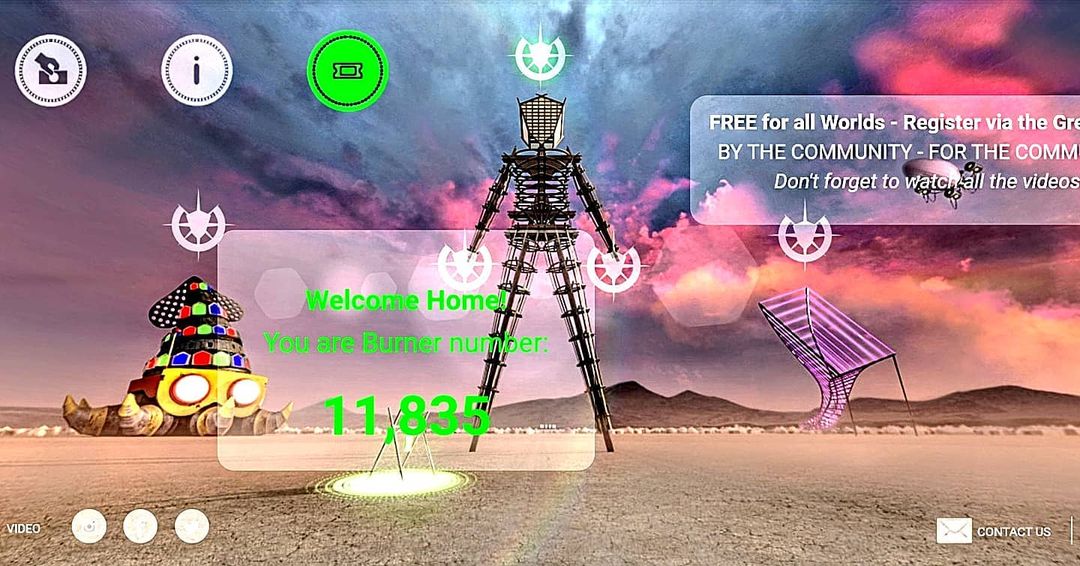 FREE for all Worlds - Register via the Gre
BY THE COMMUNITY - FOR THE COMM
Don't forget to watch all the videos
Welcome Home!
You are Burner number:
11,835
VIDEO
CONTACT US